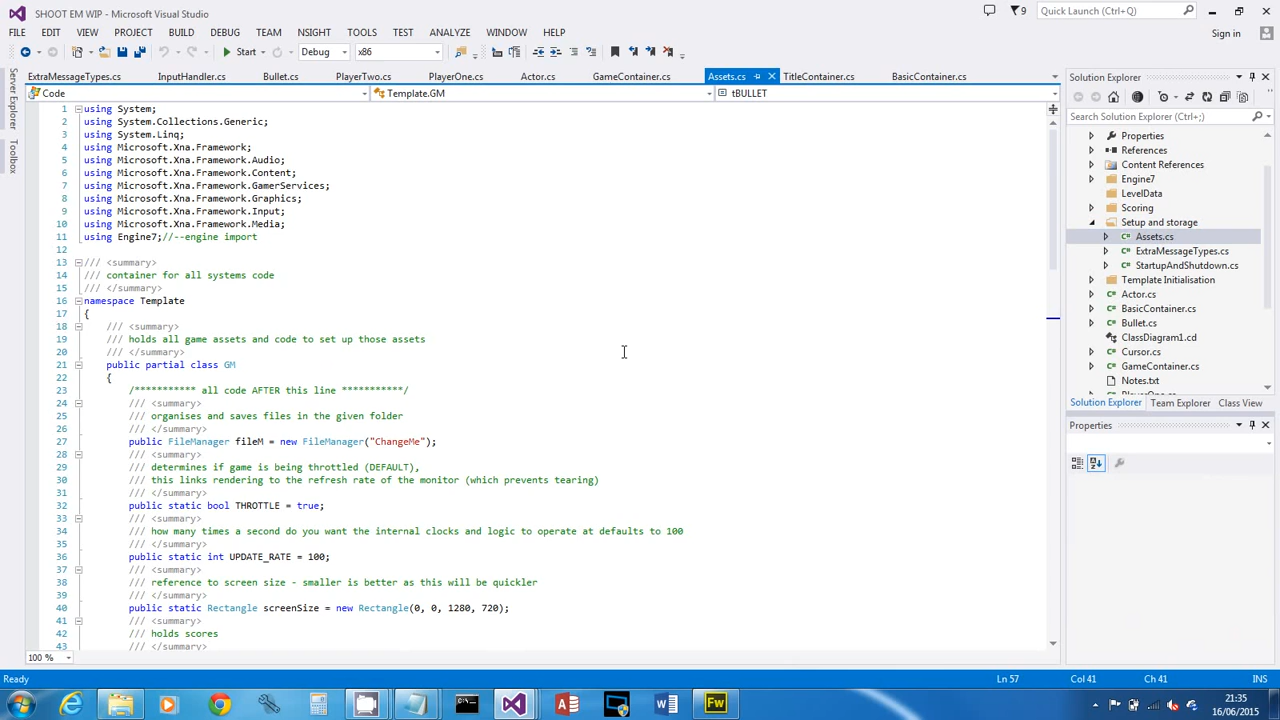 SHOOT EM WIP - Microsoft Visual Studio
9
Quick Launch (Ctrl+Q)
FILE EDIT VIEW PROJECT BUILD DEBUG TEAM NSIGHT TOOLS TEST ANALYZE WINDOW HELP
Sign in
Start Debug x86
ExtraMessageTypes.cs InputHandler.cs Bullet.cs PlayerTwo.cs PlayerOne.cs Actor.cs GameContainer.cs Assets.cs TitleContainer.cs BasicContainer.cs
Code Template.GM tBULLET
Server Explorer
Toolbox
1 using System;
2 using System.Collections.Generic;
3 using System.Linq;
4 using Microsoft.Xna.Framework;
5 using Microsoft.Xna.Framework.Audio;
6 using Microsoft.Xna.Framework.Content;
7 using Microsoft.Xna.Framework.GamerServices;
8 using Microsoft.Xna.Framework.Graphics;
9 using Microsoft.Xna.Framework.Input;
10 using Microsoft.Xna.Framework.Media;
11 using Engine7;//--engine import
12
13 /// <summary>
14 /// container for all systems code
15 /// </summary>
16 namespace Template
17 {
18 /// <summary>
19 /// holds all game assets and code to set up those assets
20 /// </summary>
21 public partial class GM
22 {
23 /*********** all code AFTER this line ***********/
24 /// <summary>
25 /// organises and saves files in the given folder
26 /// </summary>
27 public FileManager fileM = new FileManager("ChangeMe");
28 /// <summary>
29 /// determines if game is being throttled (DEFAULT),
30 /// this links rendering to the refresh rate of the monitor (which prevents tearing)
31 /// </summary>
32 public static bool THROTTLE = true;
33 /// <summary>
34 /// how many times a second do you want the internal clocks and logic to operate at defaults to 100
35 /// </summary>
36 public static int UPDATE_RATE = 100;
37 /// <summary>
38 /// reference to screen size - smaller is better as this will be quickler
39 /// </summary>
40 public static Rectangle screenSize = new Rectangle(0, 0, 1280, 720);
41 /// <summary>
42 /// holds scores
43 /// </summary>
100 %
Solution Explorer
Search Solution Explorer (Ctrl+;)
Properties
References
Content References
Engine7
LevelData
Scoring
Setup and storage
Assets.cs
ExtraMessageTypes.cs
StartupAndShutdown.cs
Template Initialisation
Actor.cs
BasicContainer.cs
Bullet.cs
ClassDiagram1.cd
Cursor.cs
GameContainer.cs
Notes.txt
Solution Explorer Team Explorer Class View
Properties
Ready Ln 57 Col 41 Ch 41 INS
Fw
21:35
16/06/2015